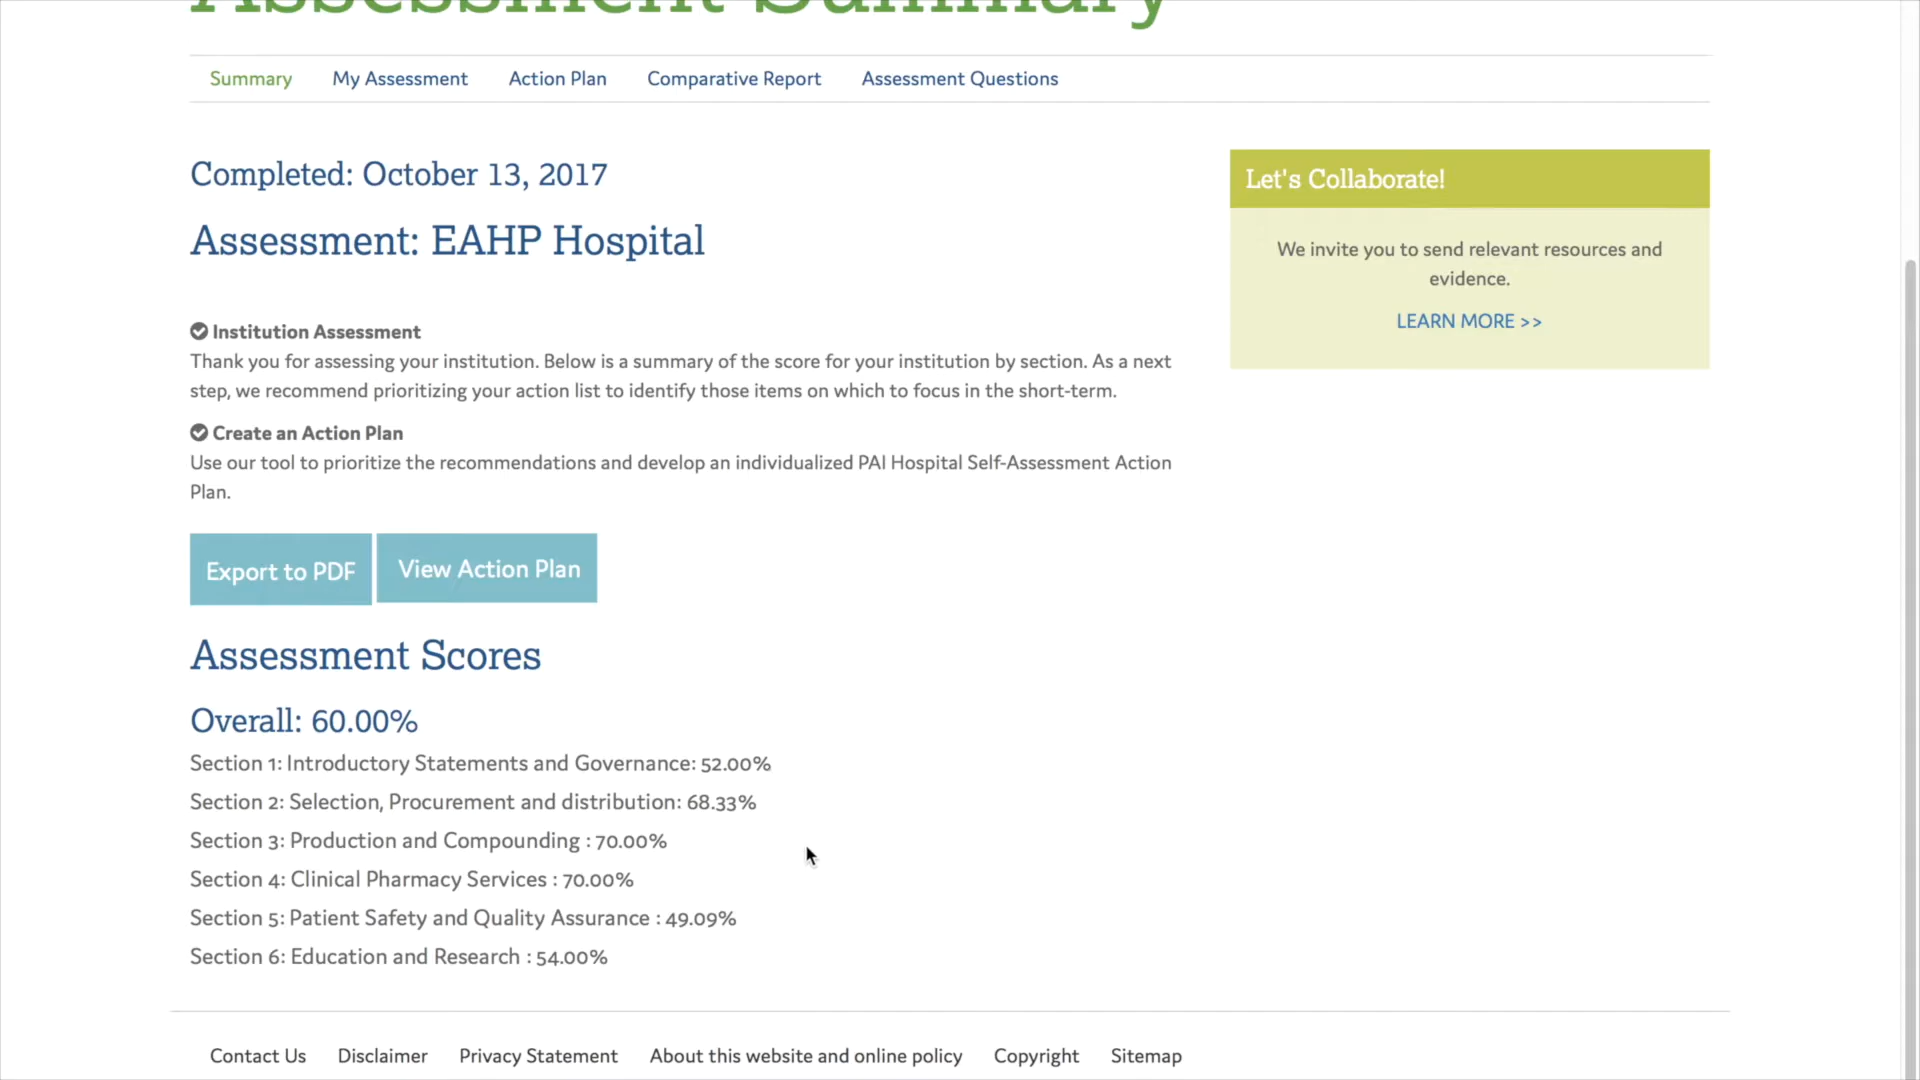 Assessment Summary
Summary My Assessment Action Plan Comparative Report Assessment Questions
Completed: October 13, 2017
Assessment: EAHP Hospital
Institution Assessment
Thank you for assessing your institution. Below is a summary of the score for your institution by section. As a next
step, we recommend prioritizing your action list to identify those items on which to focus in the short-term.
Create an Action Plan
Use our tool to prioritize the recommendations and develop an individualized PAI Hospital Self-Assessment Action
Plan.
Export to PDF View Action Plan
Assessment Scores
Overall: 60.00%
Section 1: Introductory Statements and Governance: 52.00%
Section 2: Selection, Procurement and distribution: 68.33%
Section 3: Production and Compounding : 70.00%
Section 4: Clinical Pharmacy Services : 70.00%
Section 5: Patient Safety and Quality Assurance : 49.09%
Section 6: Education and Research : 54.00%
Let's Collaborate!
We invite you to send relevant resources and
evidence.
LEARN MORE >>
Contact Us Disclaimer Privacy Statement About this website and online policy Copyright Sitemap